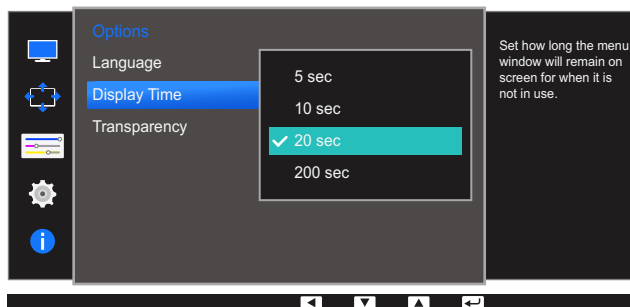 Options
Language
Display Time
Transparency
5 sec
10 sec
20 sec
200 sec
Set how long the menu
window will remain on
screen for when it is
not in use.